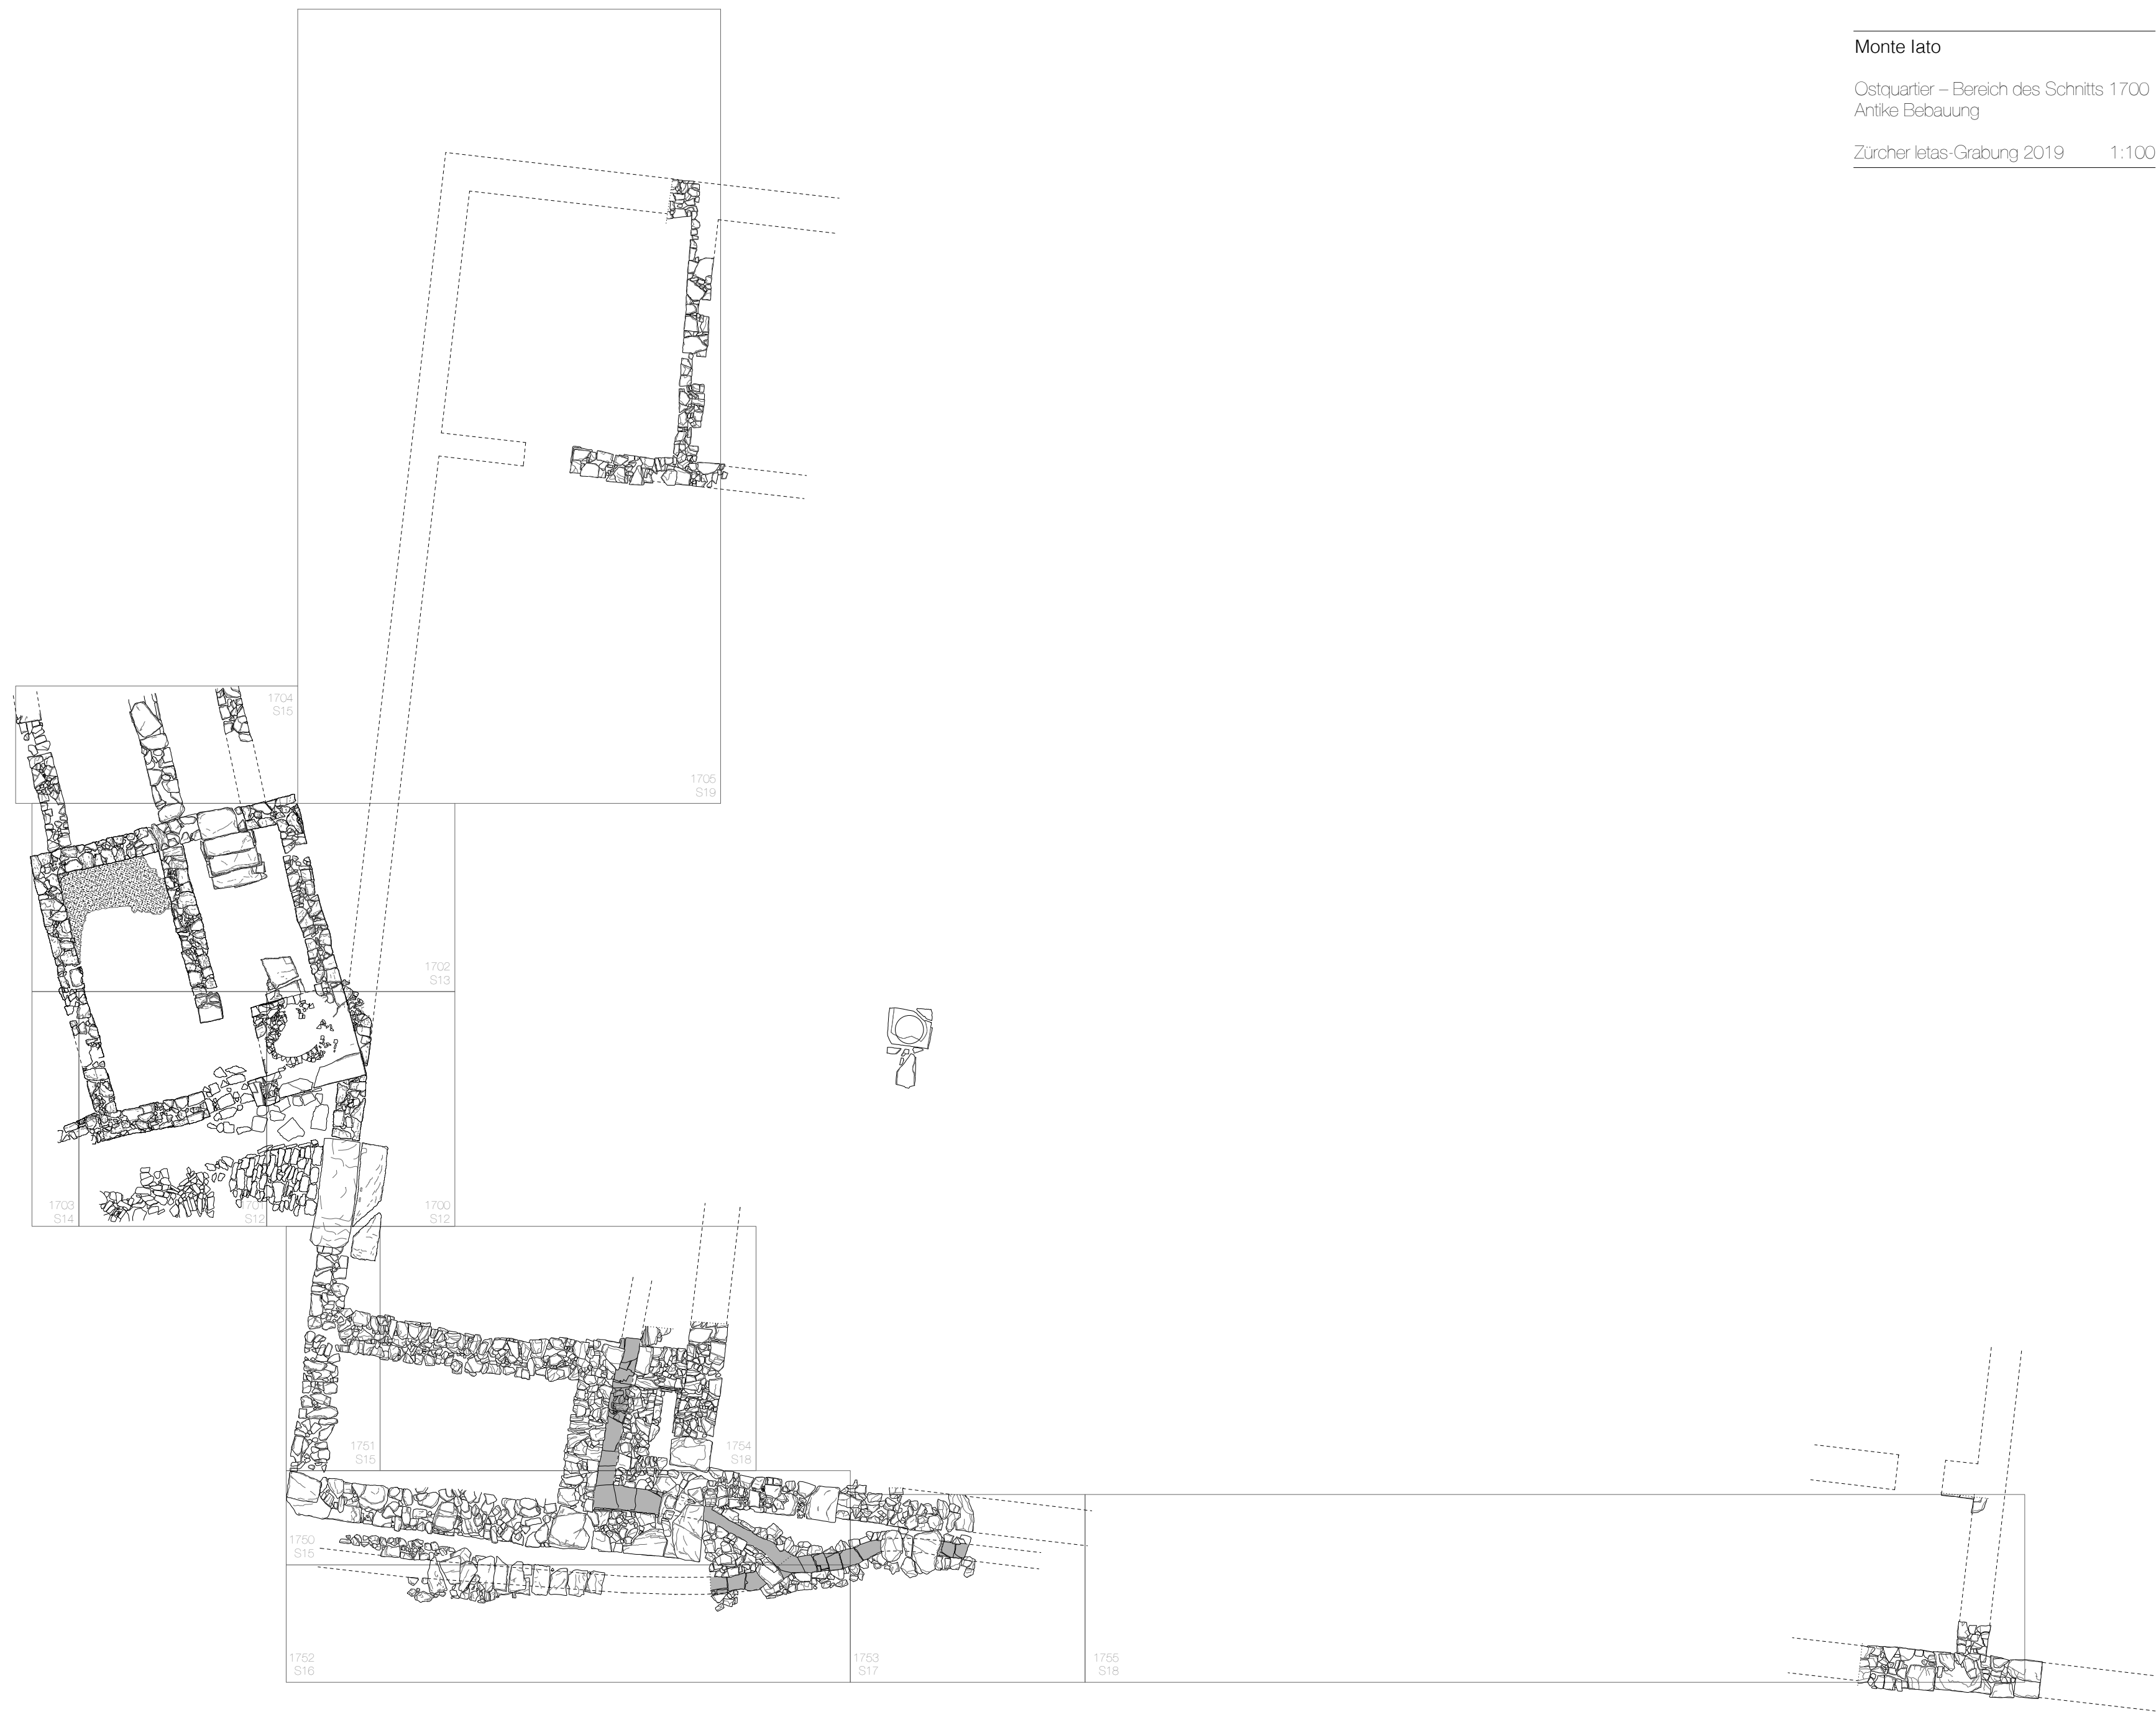 Monte Iato
Ostquartier – Bereich des Schnitts 1700
Antike Bebauung
Zürcher Ietas-Grabung 2019 1:100
1704
S15
1705
S19
1702
S13
1703
S14
1701
S12
1700
S12
1751
S15
1754
S18
1750
S15
1752
S16
1753
S17
1755
S18